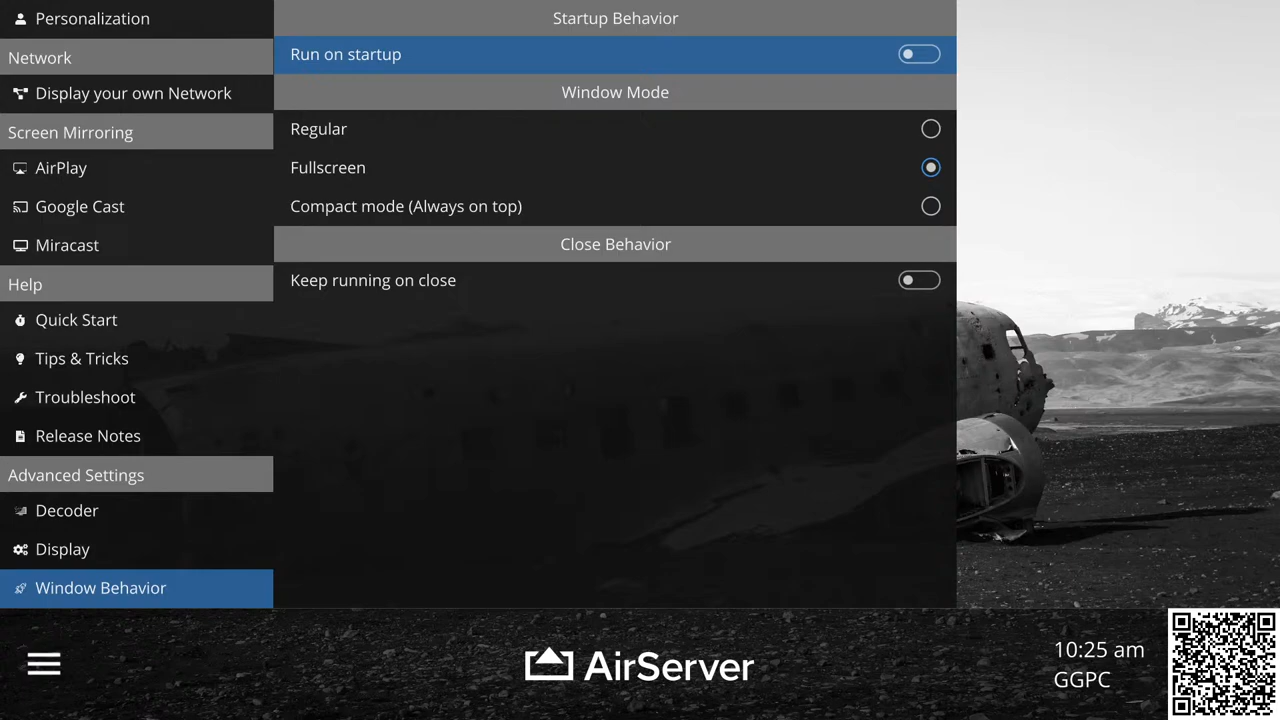 Personalization
Network
Display your own Network
Screen Mirroring
AirPlay
Google Cast
Miracast
Help
Quick Start
Tips & Tricks
Troubleshoot
Release Notes
Advanced Settings
Decoder
Display
Window Behavior
Startup Behavior
Run on startup
Window Mode
Regular
Fullscreen
Compact mode (Always on top)
Close Behavior
Keep running on close
AirServer
10:25 am
GGPC